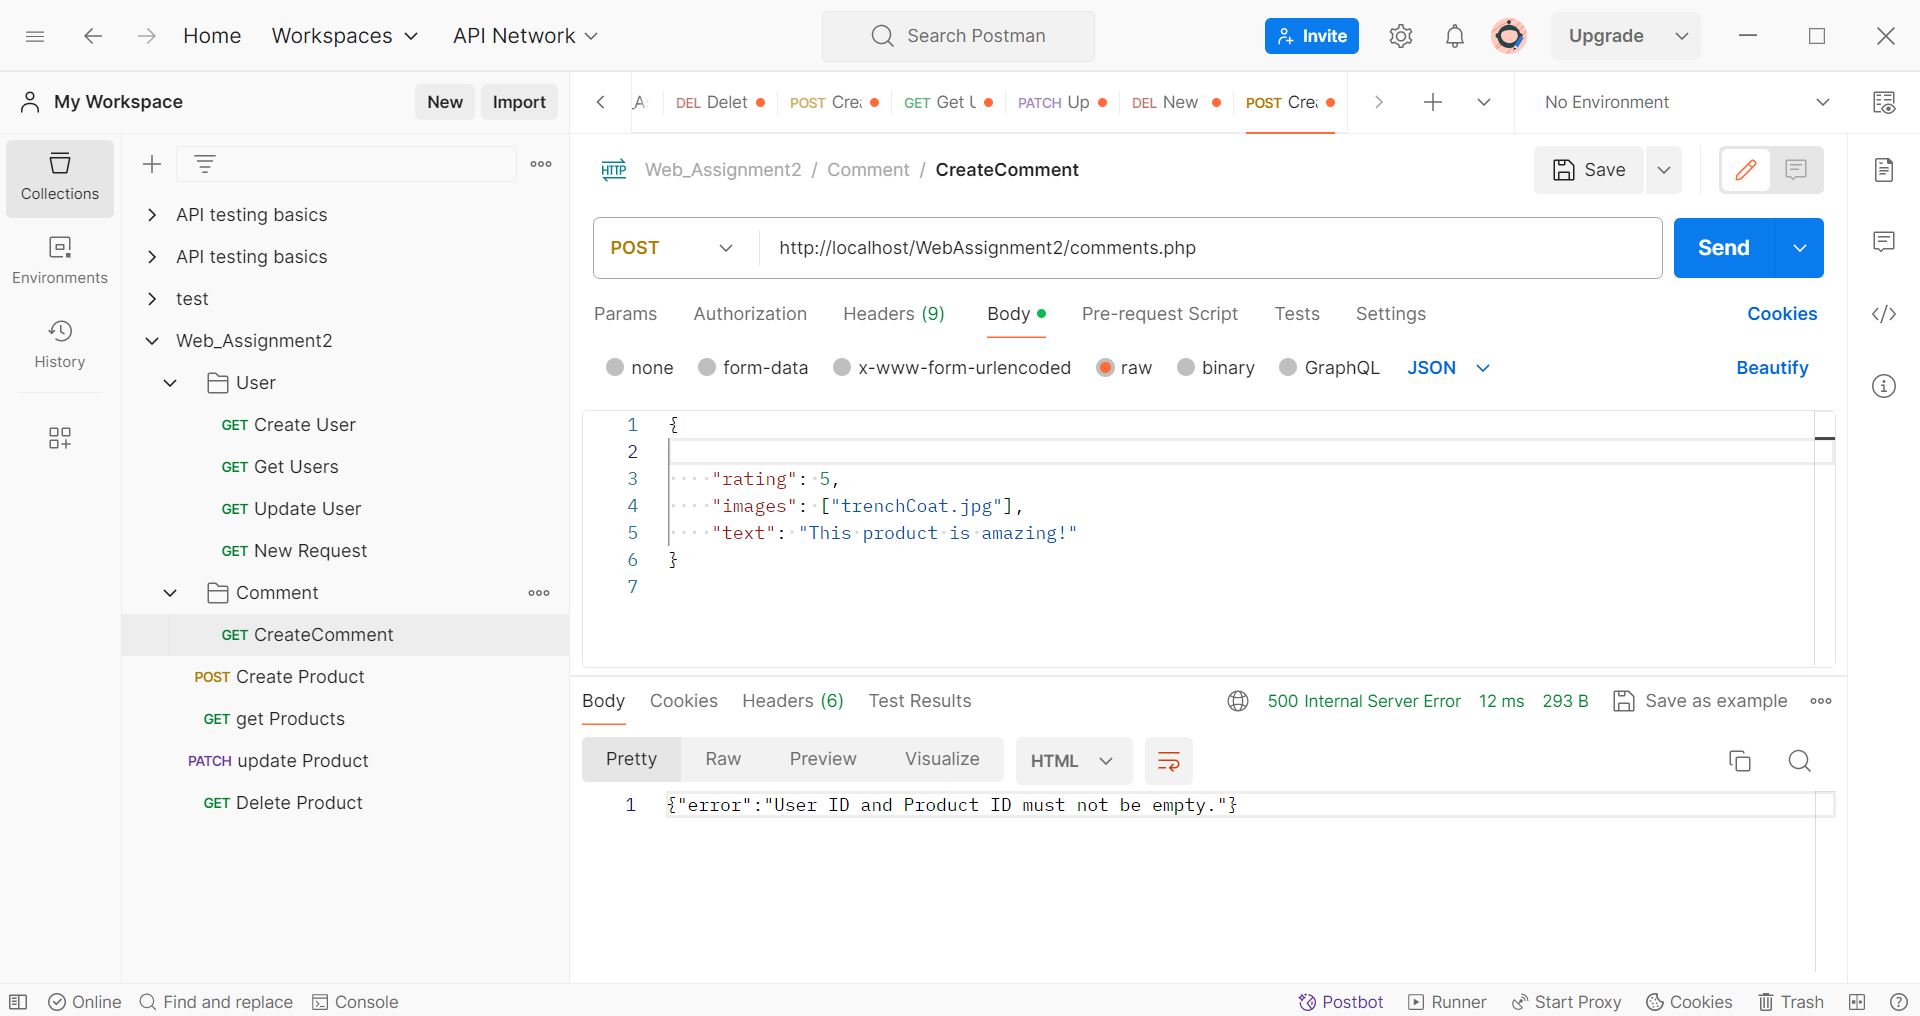 Home Workspaces API Network Search Postman Invite Upgrade
My Workspace New Import
DEL Delet POST Cre GET Get PATCH Up DEL New POST Cre No Environment
Collections
Environments
History
API testing basics
API testing basics
test
Web_Assignment2
User
GET Create User
GET Get Users
GET Update User
GET New Request
Comment
GET CreateComment
POST Create Product
GET get Products
PATCH update Product
GET Delete Product
HTTP Web_Assignment2 / Comment / CreateComment Save
POST http://localhost/WebAssignment2/comments.php Send
Params Authorization Headers (9) Body Pre-request Script Tests Settings Cookies
none form-data x-www-form-urlencoded raw binary GraphQL JSON Beautify
1 {
2
3 "rating": 5,
4 "images": ["trenchCoat.jpg"],
5 "text": "This product is amazing!"
6 }
7
Body Cookies Headers (6) Test Results 500 Internal Server Error 12 ms 293 B Save as example
Pretty Raw Preview Visualize HTML
1 {"error":"User ID and Product ID must not be empty."}
Online Find and replace Console Postbot Runner Start Proxy Cookies Trash